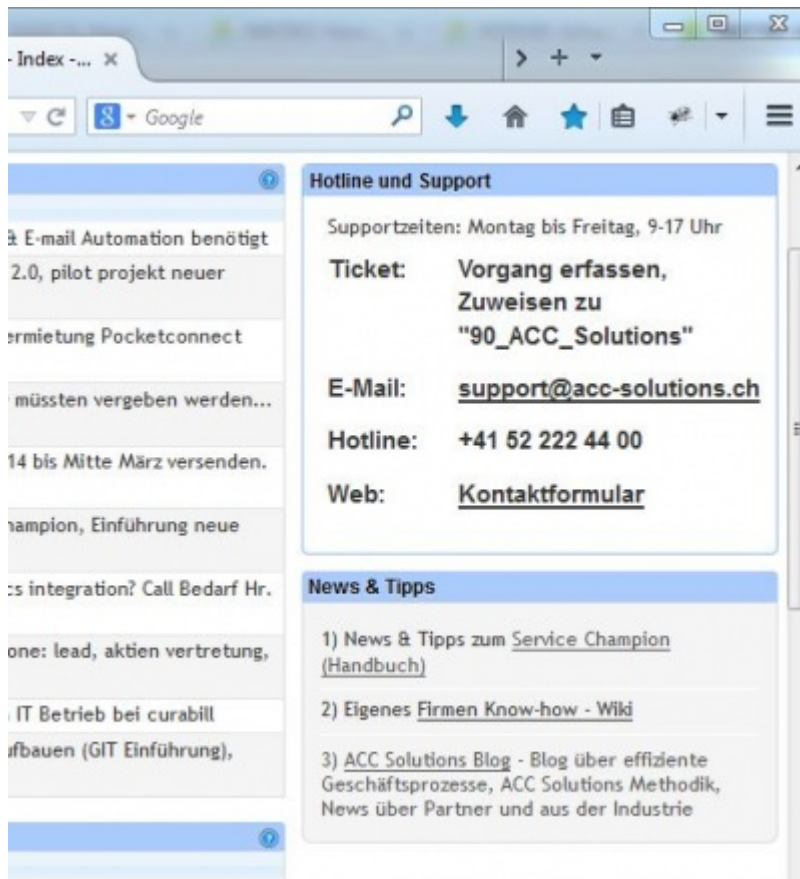 - Index -...
Google
& E-mail Automation benötigt
2.0, pilot projekt neuer
ermietung Pocketconnect
müssten vergeben werden...
14 bis Mitte März versenden.
hampion, Einführung neue
cs integration? Call Bedarf Hr.
one: lead, aktien vertretung,
IT Betrieb bei curabill
ufbauen (GIT Einführung),
Hotline und Support
Supportzeiten: Montag bis Freitag, 9-17 Uhr
Ticket: Vorgang erfassen,
Zuweisen zu
"90_ACC_Solutions"
E-Mail: support@acc-solutions.ch
Hotline: +41 52 222 44 00
Web: Kontaktformular
News & Tipps
1) News & Tipps zum Service Champion
(Handbuch)
2) Eigenes Firmen Know-how - Wiki
3) ACC Solutions Blog - Blog über effiziente
Geschäftsprozesse, ACC Solutions Methodik,
News über Partner und aus der Industrie